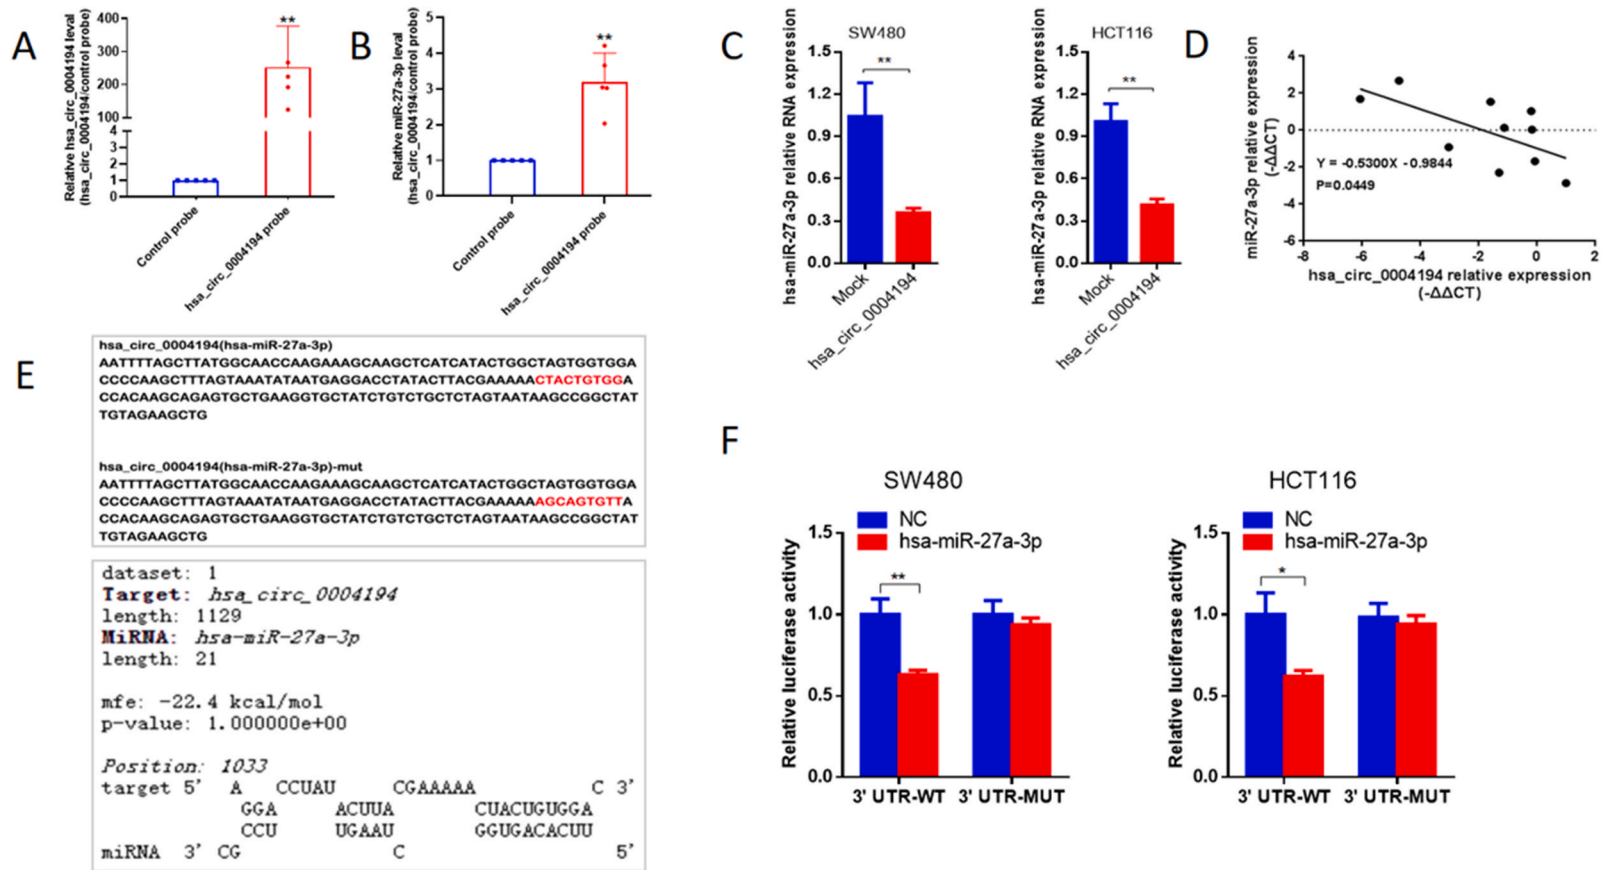 A
Relative hsa_circ_0004194 level
(hsa_circ_0004194/control probe)
400
300
200
100
4
3
2
1
0
**
Control probe
hsa_circ_0004194 probe
B
Relative miR-27a-3p level
(hsa_circ_0004194/control probe)
5
4
3
2
1
0
**
Control probe
hsa_circ_0004194 probe
C
SW480
hsa-miR-27a-3p relative RNA expression
1.5
1.2
0.9
0.6
0.3
0.0
**
Mock
hsa_circ_0004194
HCT116
hsa-miR-27a-3p relative RNA expression
1.5
1.2
0.9
0.6
0.3
0.0
**
Mock
hsa_circ_0004194
D
miR-27a-3p relative expression
(-ΔΔCT)
4
2
0
-2
-4
-6
Y = -0.5300X - 0.9844
P=0.0449
-8 -6 -4 -2 0 2
hsa_circ_0004194 relative expression
(-ΔΔCT)
E
hsa_circ_0004194(hsa-miR-27a-3p)
AATTTTAGCTTATGGCAACCAAGAAAGCAAGCTCATCATACTGGCTAGTGGTGGA
CCCCAAGCTTTAGTAAATATAATGAGGACCTATACTTACGAAAAACTACTGTGGA
CCACAAGCAGAGTGCTGAAGGTGCTATCTGTCTGCTCTAGTAATAAGCCGGCTAT
TGTAGAAGCTG
hsa_circ_0004194(hsa-miR-27a-3p)-mut
AATTTTAGCTTATGGCAACCAAGAAAGCAAGCTCATCATACTGGCTAGTGGTGGA
CCCCAAGCTTTAGTAAATATAATGAGGACCTATACTTACGAAAAAAGCAGTGTTA
CCACAAGCAGAGTGCTGAAGGTGCTATCTGTCTGCTCTAGTAATAAGCCGGCTAT
TGTAGAAGCTG
dataset: 1
Target: hsa_circ_0004194
length: 1129
MiRNA: hsa-miR-27a-3p
length: 21
mfe: -22.4 kcal/mol
p-value: 1.000000e+00
Position: 1033
target 5' A CCUAU CGAAAAA C 3'
GGA ACUUA CUACUGUGGA
CCU UGAAU GGUGACACUU
miRNA 3' CG C 5'
F
SW480
NC
hsa-miR-27a-3p
Relative luciferase activity
1.5
1.0
0.5
0.0
**
3' UTR-WT 3' UTR-MUT
HCT116
NC
hsa-miR-27a-3p
Relative luciferase activity
1.5
1.0
0.5
0.0
*
3' UTR-WT 3' UTR-MUT